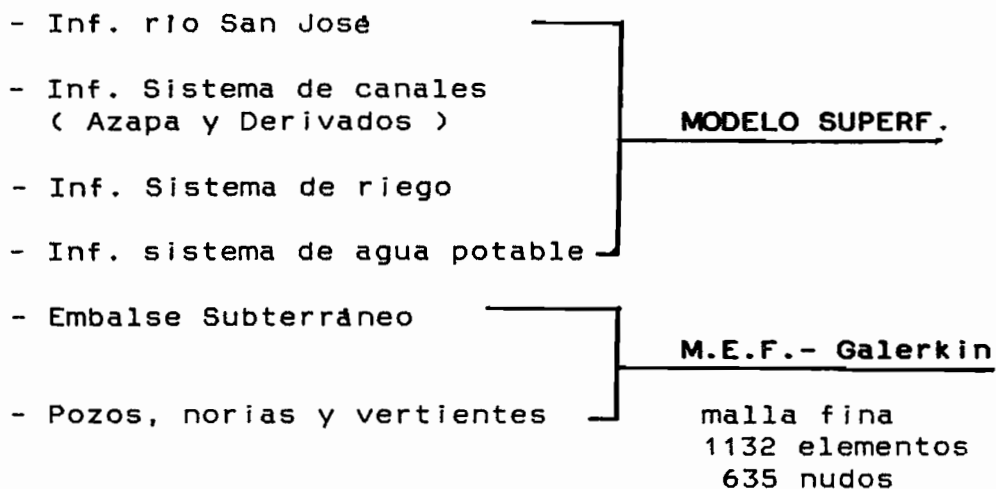 - Inf. río San José
- Inf. Sistema de canales
( Azapa y Derivados )
MODELO SUPERF.
- Inf. Sistema de riego
- Inf. sistema de agua potable
- Embalse Subterráneo
M.E.F.- Galerkin
- Pozos, norias y vertientes
malla fina
1132 elementos
635 nudos